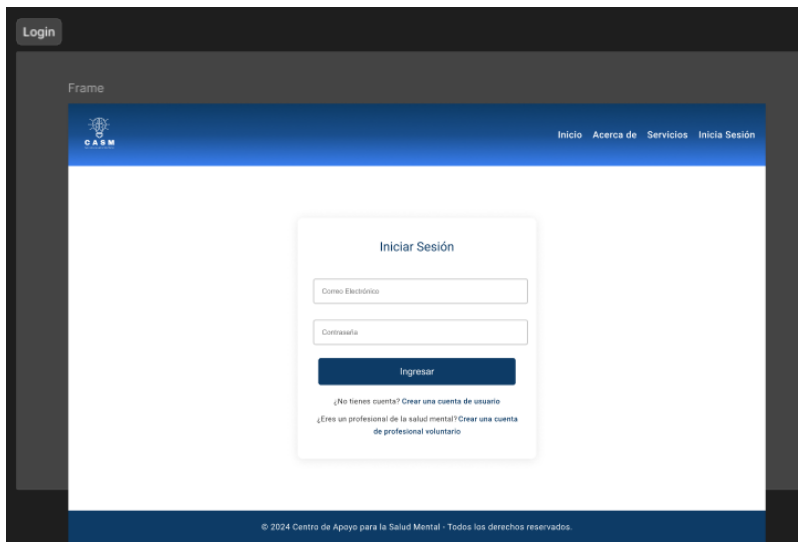 Login
Frame
CASM
Inicio Acerca de Servicios Inicia Sesión
Iniciar Sesión
Correo Electrónico
Contraseña
Ingresar
¿No tienes cuenta? Crear una cuenta de usuario
¿Eres un profesional de la salud mental? Crear una cuenta
de profesional voluntario
© 2024 Centro de Apoyo para la Salud Mental - Todos los derechos reservados.